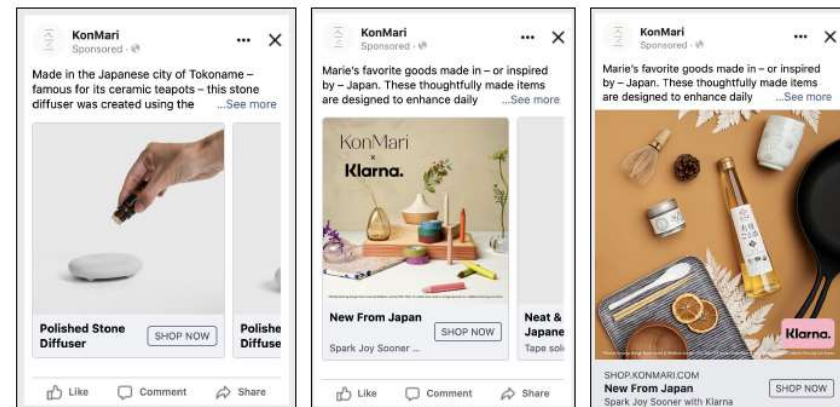 KonMari
Sponsored ·
Made in the Japanese city of Tokoname –
famous for its ceramic teapots – this stone
diffuser was created using the ...See more
Polished Stone
Diffuser
SHOP NOW
Polishe
Diffuse
Like Comment Share
KonMari
Sponsored ·
Marie's favorite goods made in – or inspired
by – Japan. These thoughtfully made items
are designed to enhance daily ...See more
KonMari
x
Klarna.
New From Japan
Spark Joy Sooner ...
SHOP NOW
Neat &
Japane
Tape soli
Like Comment Share
KonMari
Sponsored ·
Marie's favorite goods made in – or inspired
by – Japan. These thoughtfully made items
are designed to enhance daily ...See more
Klarna.
SHOP.KONMARI.COM
New From Japan
Spark Joy Sooner with Klarna
SHOP NOW